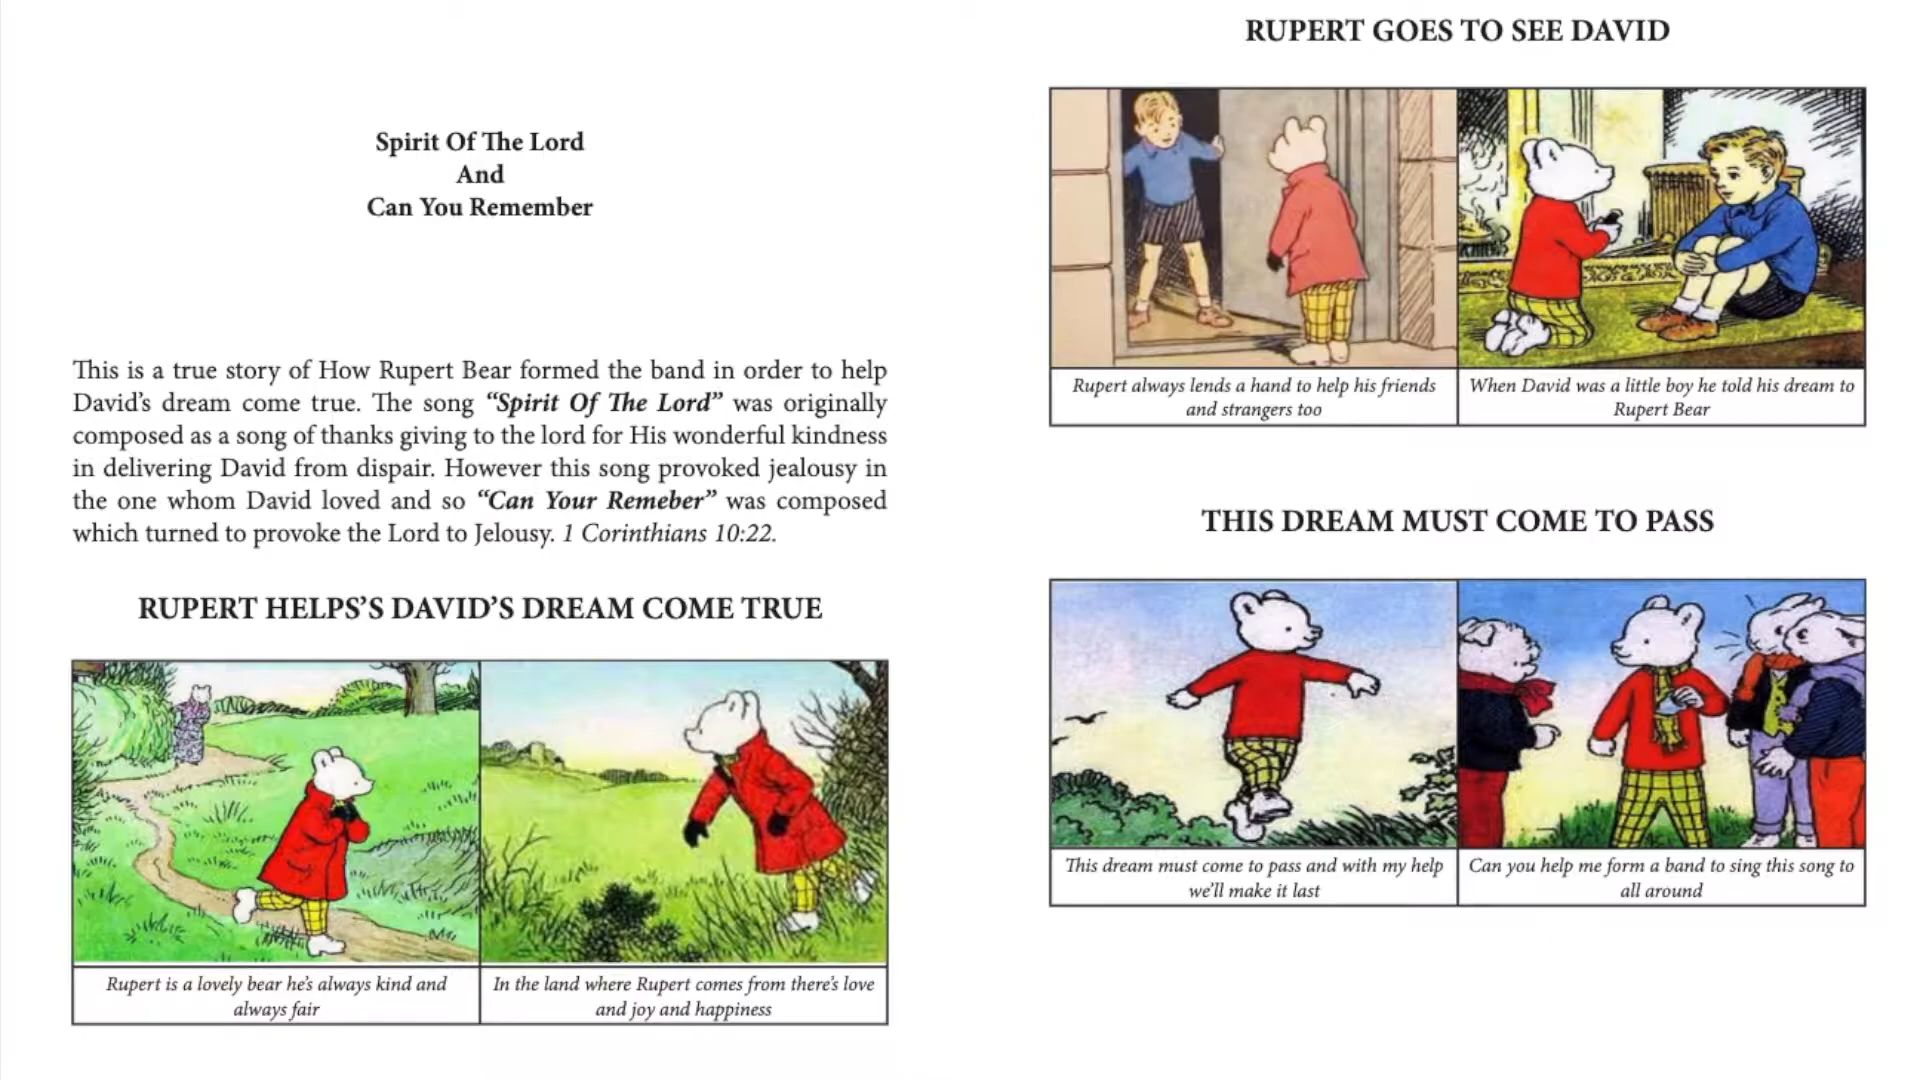 Spirit Of The Lord
And
Can You Remember
This is a true story of How Rupert Bear formed the band in order to help
David's dream come true. The song "Spirit Of The Lord" was originally
composed as a song of thanks giving to the lord for His wonderful kindness
in delivering David from dispair. However this song provoked jealousy in
the one whom David loved and so "Can Your Remeber" was composed
which turned to provoke the Lord to Jelousy. 1 Corinthians 10:22.
RUPERT HELPS'S DAVID'S DREAM COME TRUE
Rupert is a lovely bear he's always kind and
always fair
In the land where Rupert comes from there's love
and joy and happiness
RUPERT GOES TO SEE DAVID
Rupert always lends a hand to help his friends
and strangers too
When David was a little boy he told his dream to
Rupert Bear
THIS DREAM MUST COME TO PASS
This dream must come to pass and with my help
we'll make it last
Can you help me form a band to sing this song to
all around